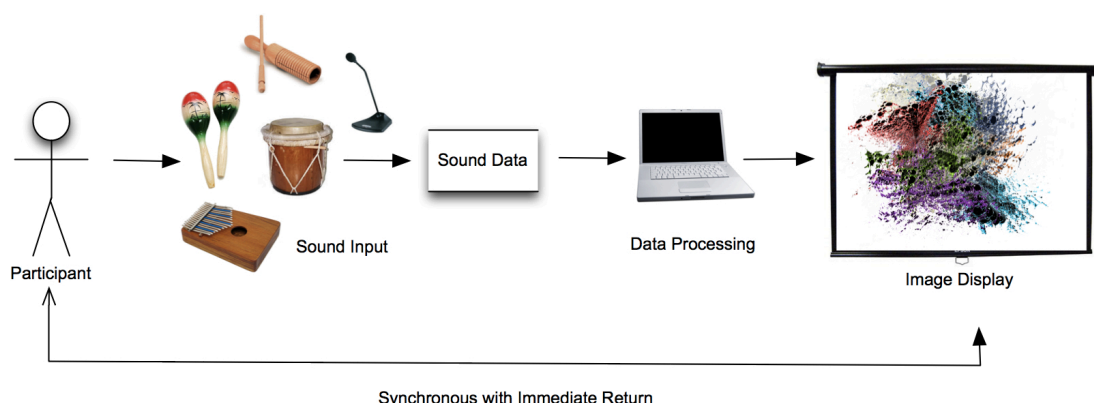 Sound Data
Sound Input
Data Processing
Participant
Image Display
Synchronous with Immediate Return